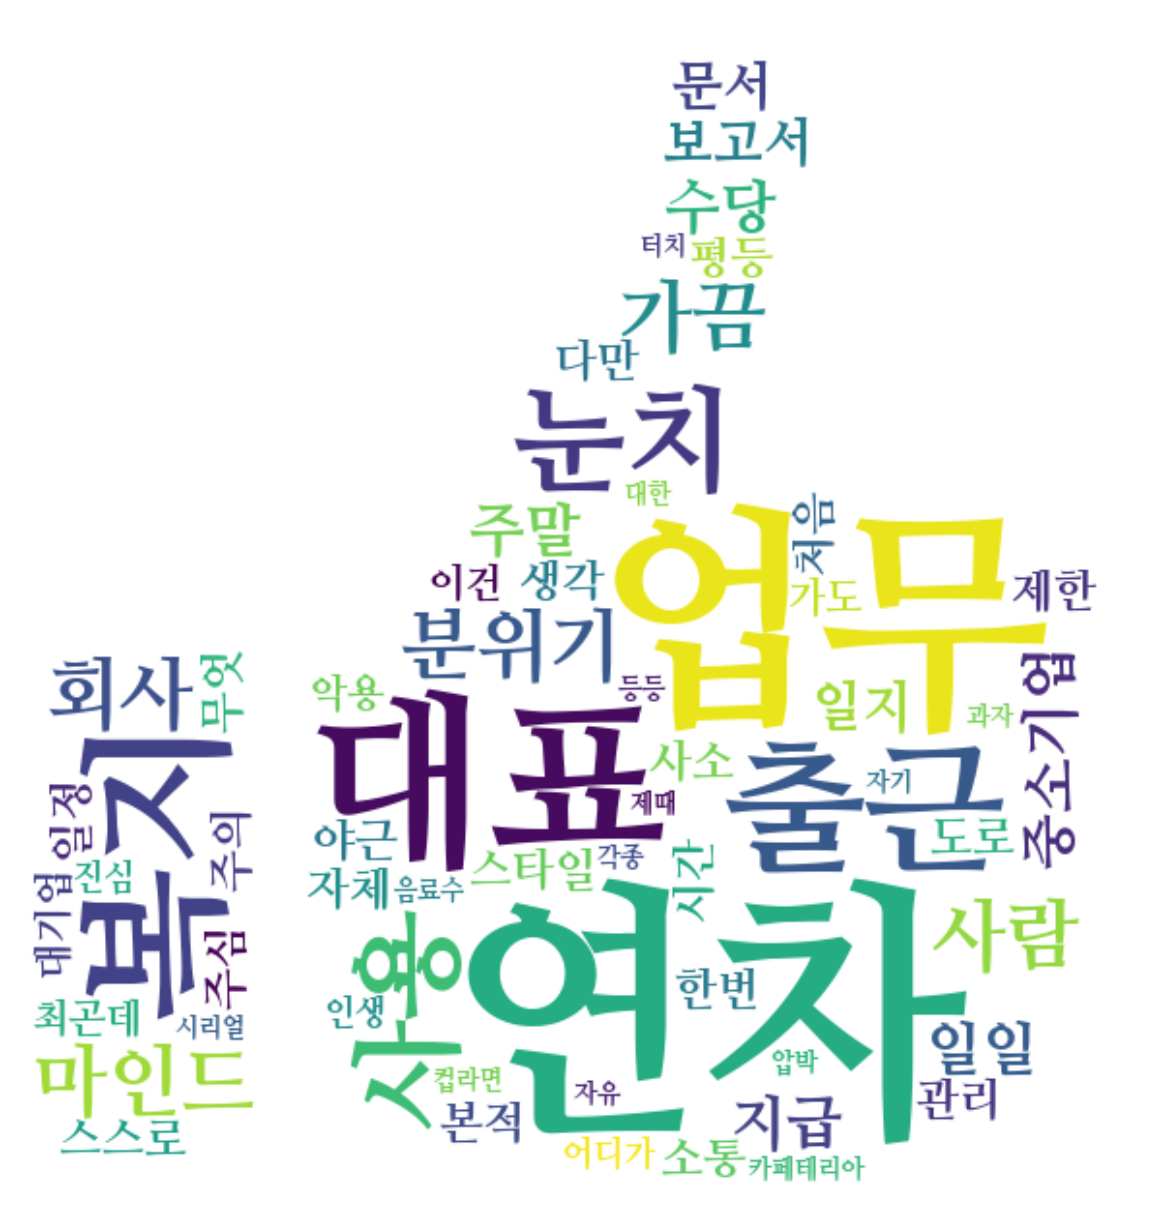 문서
보고서
수당
터치
평등
가끔
다만
눈치
대한
주말
업무
처음
이건
생각
가도
제한
분위기
회사
무엇
악용
등등
일지
과자
중소기업
대표
사소
출근
자기
제때
도로
복지
일정
주의
야근
스타일
각종
시간
진심
대기업
자체
음료수
사용
연차
사람
주심
한번
최곤데
시리얼
인생
일일
마인드
컵라면
압박
자유
관리
본적
지급
스스로
어디가
소통
카페테리아